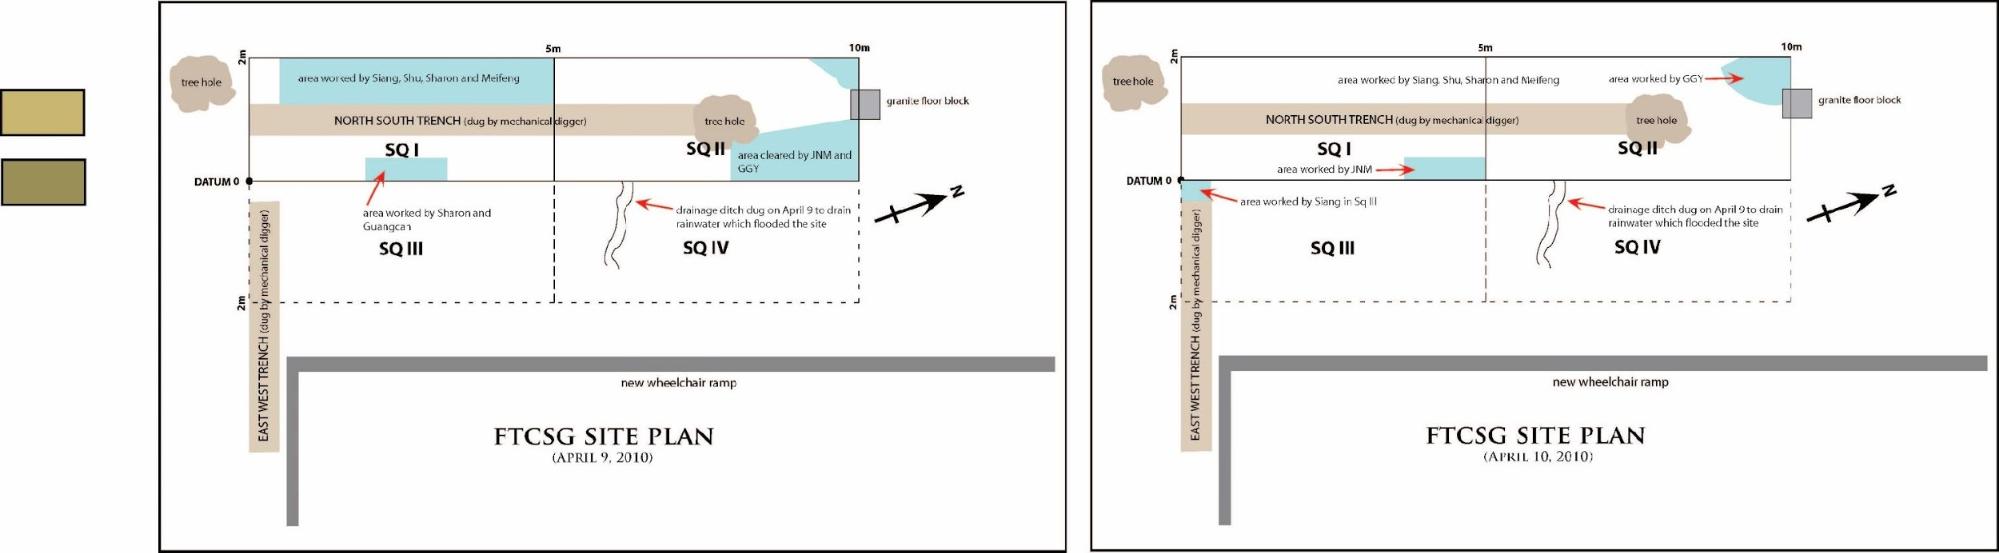 2m
5m
10m
tree hole
area worked by Siang, Shu, Sharon and Meifeng
granite floor block
NORTH SOUTH TRENCH (dug by mechanical digger)
tree hole
SQ I
SQ II
area cleared by JNM and
GGY
DATUM 0
area worked by Sharon and
Guangcan
drainage ditch dug on April 9 to drain
rainwater which flooded the site
N
SQ III
SQ IV
2m
EAST WEST TRENCH (dug by mechanical digger)
new wheelchair ramp
FTCSG SITE PLAN
(APRIL 9, 2010)
2m
5m
10m
tree hole
area worked by Siang, Shu, Sharon and Meifeng
area worked by GGY
granite floor block
NORTH SOUTH TRENCH (dug by mechanical digger)
tree hole
SQ I
SQ II
area worked by JNM
DATUM 0
area worked by Siang in Sq III
drainage ditch dug on April 9 to drain
rainwater which flooded the site
N
SQ III
SQ IV
2m
EAST WEST TRENCH (dug by mechanical digger)
new wheelchair ramp
FTCSG SITE PLAN
(APRIL 10, 2010)